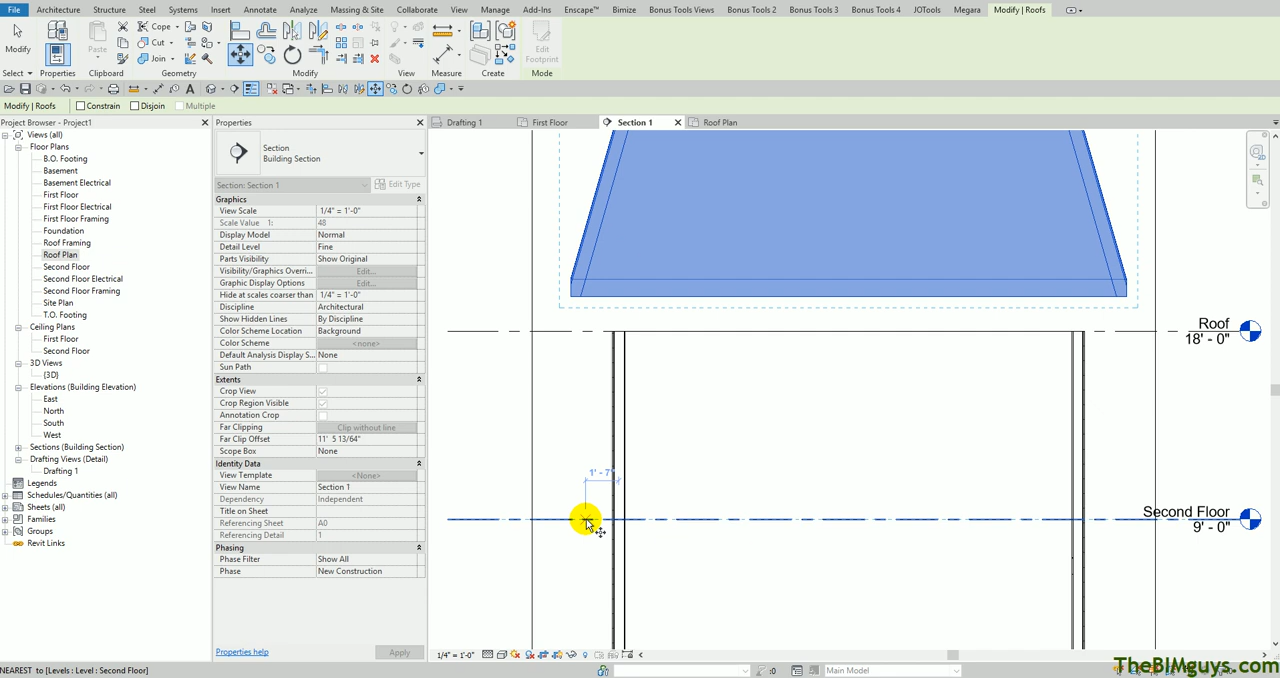 File Architecture Structure Steel Systems Insert Annotate Analyze Massing & Site Collaborate View Manage Add-Ins Enscape™ Bimize Bonus Tools Views Bonus Tools 2 Bonus Tools 3 Bonus Tools 4 JOTools Megara Modify | Roofs
Modify
Paste
Cope
Cut
Join
Edit
Footprint
Select Properties Clipboard Geometry Modify View Measure Create Mode
Modify | Roofs Constrain Disjoin Multiple
Project Browser - Project1
Views (all)
Floor Plans
B.O. Footing
Basement
Basement Electrical
First Floor
First Floor Electrical
First Floor Framing
Foundation
Roof Framing
Roof Plan
Second Floor
Second Floor Electrical
Second Floor Framing
Site Plan
T.O. Footing
Ceiling Plans
First Floor
Second Floor
3D Views
{3D}
Elevations (Building Elevation)
East
North
South
West
Sections (Building Section)
Drafting Views (Detail)
Drafting 1
Legends
Schedules/Quantities (all)
Sheets (all)
Families
Groups
Revit Links
Properties
Section
Building Section
Section: Section 1 Edit Type
Graphics
View Scale 1/4" = 1'-0"
Scale Value 1: 48
Display Model Normal
Detail Level Fine
Parts Visibility Show Original
Visibility/Graphics Overri... Edit...
Graphic Display Options Edit...
Hide at scales coarser than 1/4" = 1'-0"
Discipline Architectural
Show Hidden Lines By Discipline
Color Scheme Location Background
Color Scheme <none>
Default Analysis Display S... None
Sun Path
Extents
Crop View
Crop Region Visible
Annotation Crop
Far Clipping Clip without line
Far Clip Offset 11' 5 13/64"
Scope Box None
Identity Data
View Template <None>
View Name Section 1
Dependency Independent
Title on Sheet
Referencing Sheet A0
Referencing Detail 1
Phasing
Phase Filter Show All
Phase New Construction
Properties help Apply
Drafting 1 First Floor Section 1 Roof Plan
Roof
18' - 0"
1' - 7"
Second Floor
9' - 0"
1/4" = 1'-0"
NEAREST to [Levels : Level : Second Floor]
:0 Main Model
TheBIMguys.com